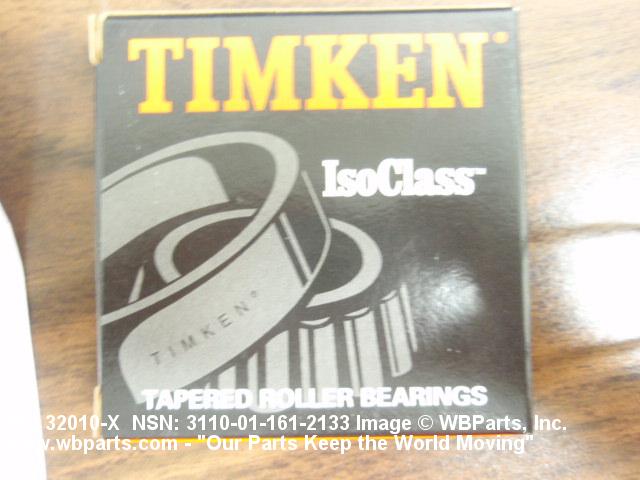 TIMKEN®
IsoClass™
TIMKEN®
TAPERED ROLLER BEARINGS
32010-X NSN: 3110-01-161-2133 Image © WBParts, Inc.
.wbparts.com - "Our Parts Keep the World Moving"